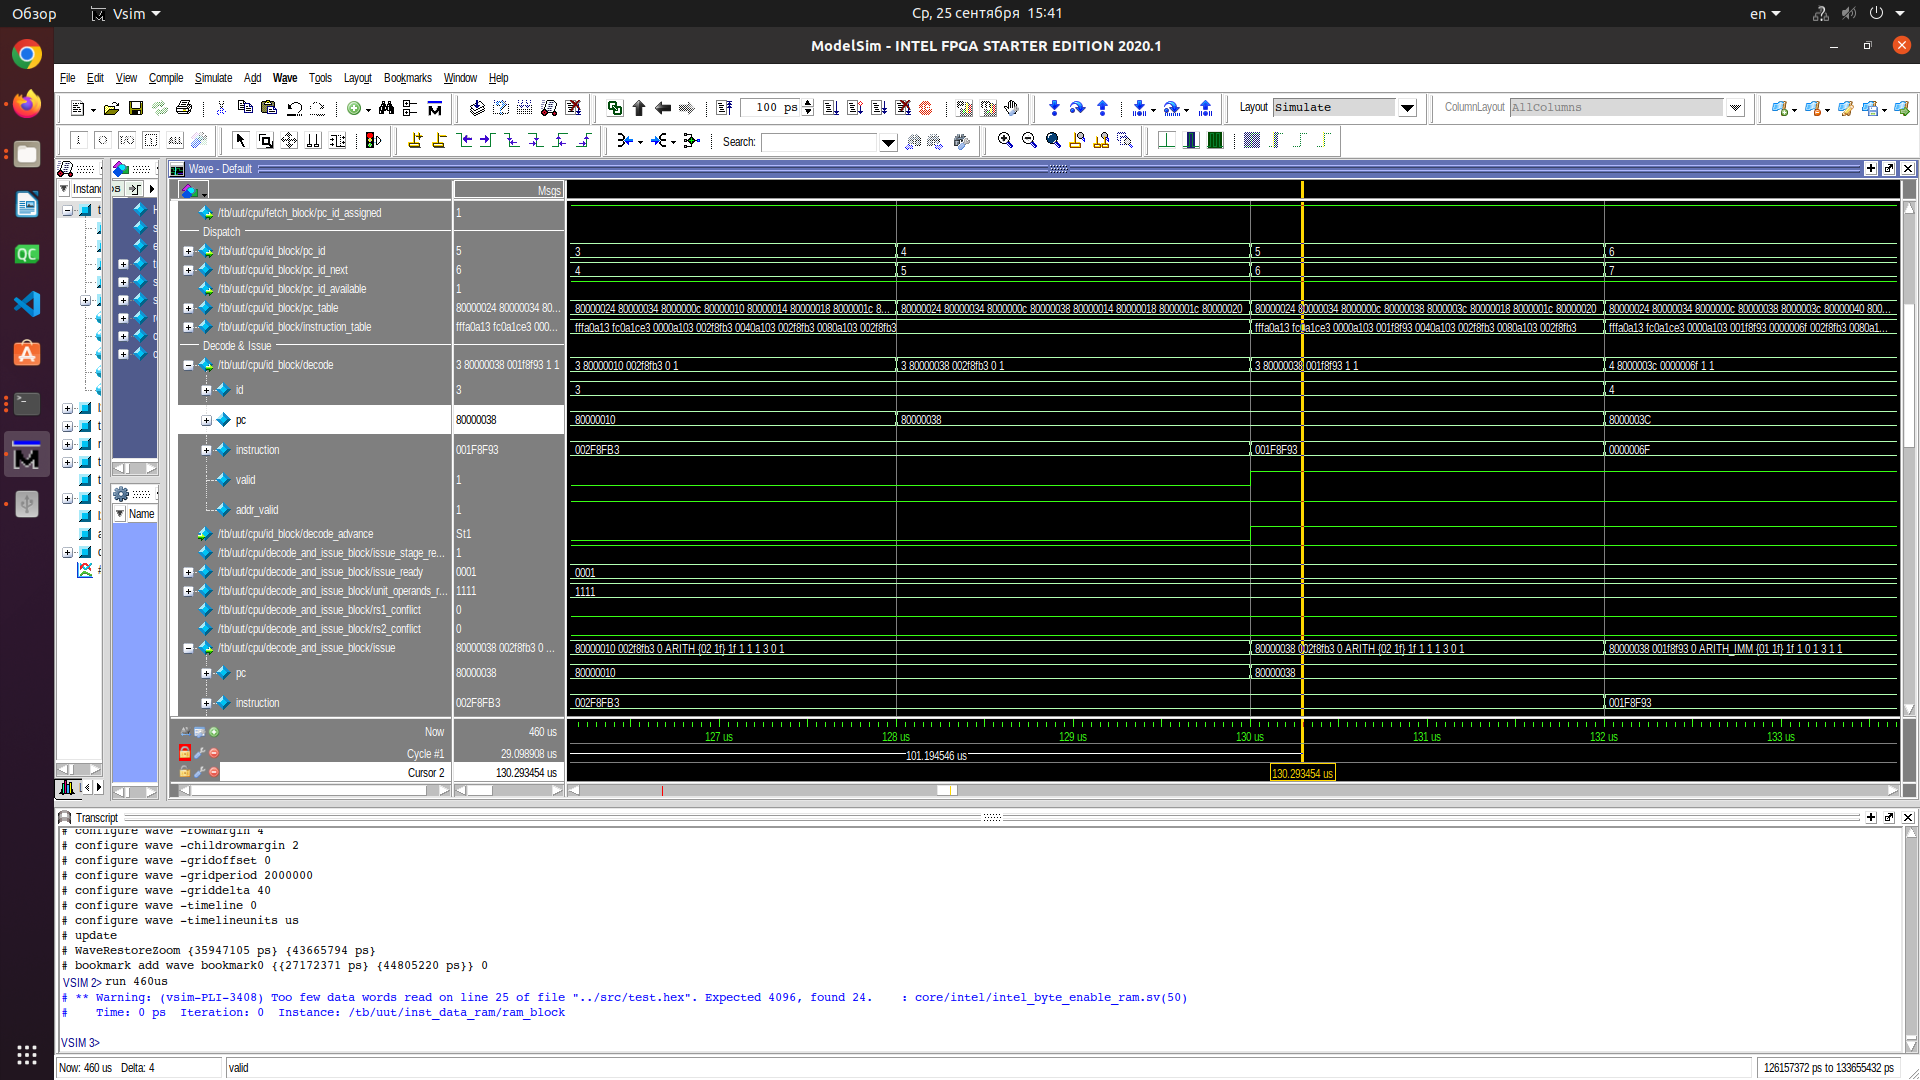 Обзор
Vsim
Ср, 25 сентября 15:41
en
ModelSim - INTEL FPGA STARTER EDITION 2020.1
File Edit View Compile Simulate Add Wave Tools Layout Bookmarks Window Help
100 ps
Layout Simulate
ColumnLayout AllColumns
Search:
Wave - Default
Msgs
/tb/uut/cpu/fetch_block/pc_id_assigned 1
Dispatch
/tb/uut/cpu/id_block/pc_id 5 3 4 5 6
/tb/uut/cpu/id_block/pc_id_next 6 4 5 6 7
/tb/uut/cpu/id_block/pc_id_available 1
/tb/uut/cpu/id_block/pc_table 80000024 80000034 80... 80000024 80000034 8000000c 80000010 80000014 80000018 8000001c 8... 80000024 80000034 8000000c 80000038 80000014 80000018 8000001c 80000020 80000024 80000034 8000000c 80000038 8000003c 80000018 8000001c 80000020 80000024 80000034 8000000c 80000038 8000003c 80000040 800...
/tb/uut/cpu/id_block/instruction_table fffa0a13 fc0a1ce3 000... fffa0a13 fc0a1ce3 0000a103 002f8fb3 0040a103 002f8fb3 0080a103 002f8fb3 fffa0a13 fc0a1ce3 0000a103 001f8f93 0040a103 002f8fb3 0080a103 002f8fb3 fffa0a13 fc0a1ce3 0000a103 001f8f93 0000006f 002f8fb3 0080a1...
Decode & Issue
/tb/uut/cpu/id_block/decode 3 80000038 001f8f93 1 1 3 80000010 002f8fb3 0 1 3 80000038 002f8fb3 0 1 3 80000038 001f8f93 1 1 4 8000003c 0000006f 1 1
id 3 3 4
pc 80000038 80000010 80000038 8000003C
instruction 001F8F93 002F8FB3 001F8F93 0000006F
valid 1
addr_valid 1
/tb/uut/cpu/id_block/decode_advance St1
/tb/uut/cpu/decode_and_issue_block/issue_stage_re... 1
/tb/uut/cpu/decode_and_issue_block/issue_ready 0001 0001
/tb/uut/cpu/decode_and_issue_block/unit_operands_r... 1111 1111
/tb/uut/cpu/decode_and_issue_block/rs1_conflict 0
/tb/uut/cpu/decode_and_issue_block/rs2_conflict 0
/tb/uut/cpu/decode_and_issue_block/issue 80000038 002f8fb3 0 ... 80000010 002f8fb3 0 ARITH {02 1f} 1f 1 1 1 3 0 1 80000038 002f8fb3 0 ARITH {02 1f} 1f 1 1 1 3 0 1 80000038 001f8f93 0 ARITH_IMM {01 1f} 1f 1 0 1 3 1 1
pc 80000038 80000010 80000038
instruction 002F8FB3 002F8FB3 001F8F93
Now 460 us 127 us 128 us 129 us 130 us 131 us 132 us 133 us
Cycle #1 29.098908 us 101.194546 us
Cursor 2 130.293454 us 130.293454 us
Name
Transcript
# configure wave -rowmargin 4
# configure wave -childrowmargin 2
# configure wave -gridoffset 0
# configure wave -gridperiod 2000000
# configure wave -griddelta 40
# configure wave -timeline 0
# configure wave -timelineunits us
# update
# WaveRestoreZoom {35947105 ps} {43665794 ps}
# bookmark add wave bookmark0 {{27172371 ps} {44805220 ps}} 0
VSIM 2> run 460us
# ** Warning: (vsim-PLI-3408) Too few data words read on line 25 of file "../src/test.hex". Expected 4096, found 24. : core/intel/intel_byte_enable_ram.sv(50)
# Time: 0 ps Iteration: 0 Instance: /tb/uut/inst_data_ram/ram_block
VSIM 3>
Now: 460 us Delta: 4
valid
126157372 ps to 133655432 ps